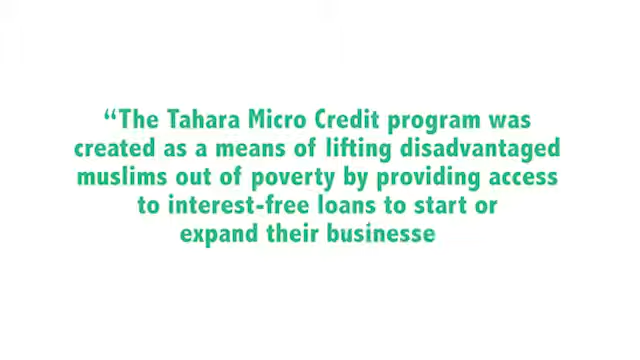 “The Tahara Micro Credit program was
created as a means of lifting disadvantaged
muslims out of poverty by providing access
to interest-free loans to start or
expand their businesse